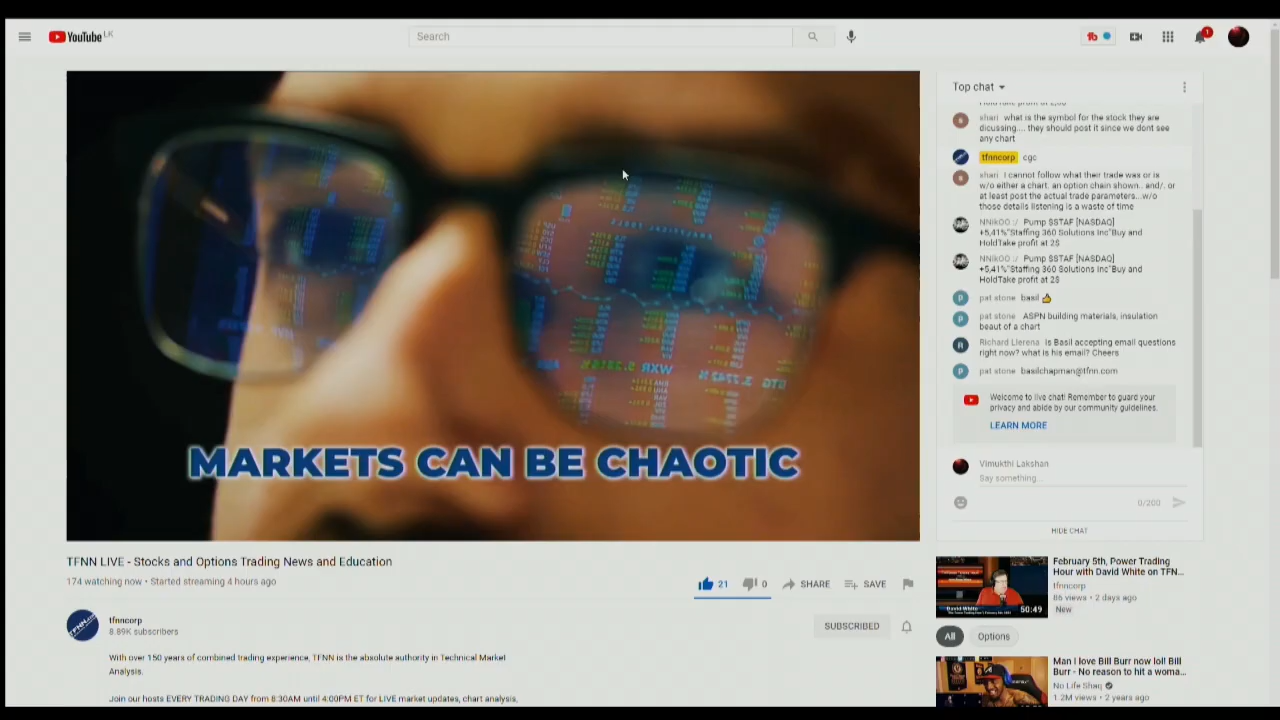 YouTube LK
Search
1
MARKETS CAN BE CHAOTIC
WXR
TFNN LIVE - Stocks and Options Trading News and Education
174 watching now • Started streaming 4 hours ago
21
0
SHARE
SAVE
tfnncorp
8.89K subscribers
SUBSCRIBED
With over 150 years of combined trading experience, TFNN is the absolute authority in Technical Market
Analysis.
Join our hosts EVERY TRADING DAY from 8:30AM until 4:00PM ET for LIVE market updates, chart analysis,
Top chat
shari what is the symbol for the stock they are
dicussing.... they should post it since we dont see
any chart
tfnncorp cgc
shari I cannot follow what their trade was or is
w/o either a chart, an option chain shown.. and/. or
at least post the actual trade parameters...w/o
those details listening is a waste of time
NNikOO :/ Pump $STAF [NASDAQ]
+5,41%"Staffing 360 Solutions Inc"Buy and
HoldTake profit at 2$
NNikOO :/ Pump $STAF [NASDAQ]
+5,41%"Staffing 360 Solutions Inc"Buy and
HoldTake profit at 2$
pat stone basil 👍
pat stone ASPN building materials, insulation
beaut of a chart
Richard Llerena is Basil accepting email questions
right now? what is his email? Cheers
pat stone basilchapman@tfnn.com
Welcome to live chat! Remember to guard your
privacy and abide by our community guidelines.
LEARN MORE
Vimukthi Lakshan
Say something...
0/200
HIDE CHAT
February 5th, Power Trading
Hour with David White on TFN...
tfnncorp
86 views • 2 days ago
New
David White
50:49
All
Options
Man I love Bill Burr now lol! Bill
Burr - No reason to hit a woma...
No Life Shaq
1.2M views • 2 years ago